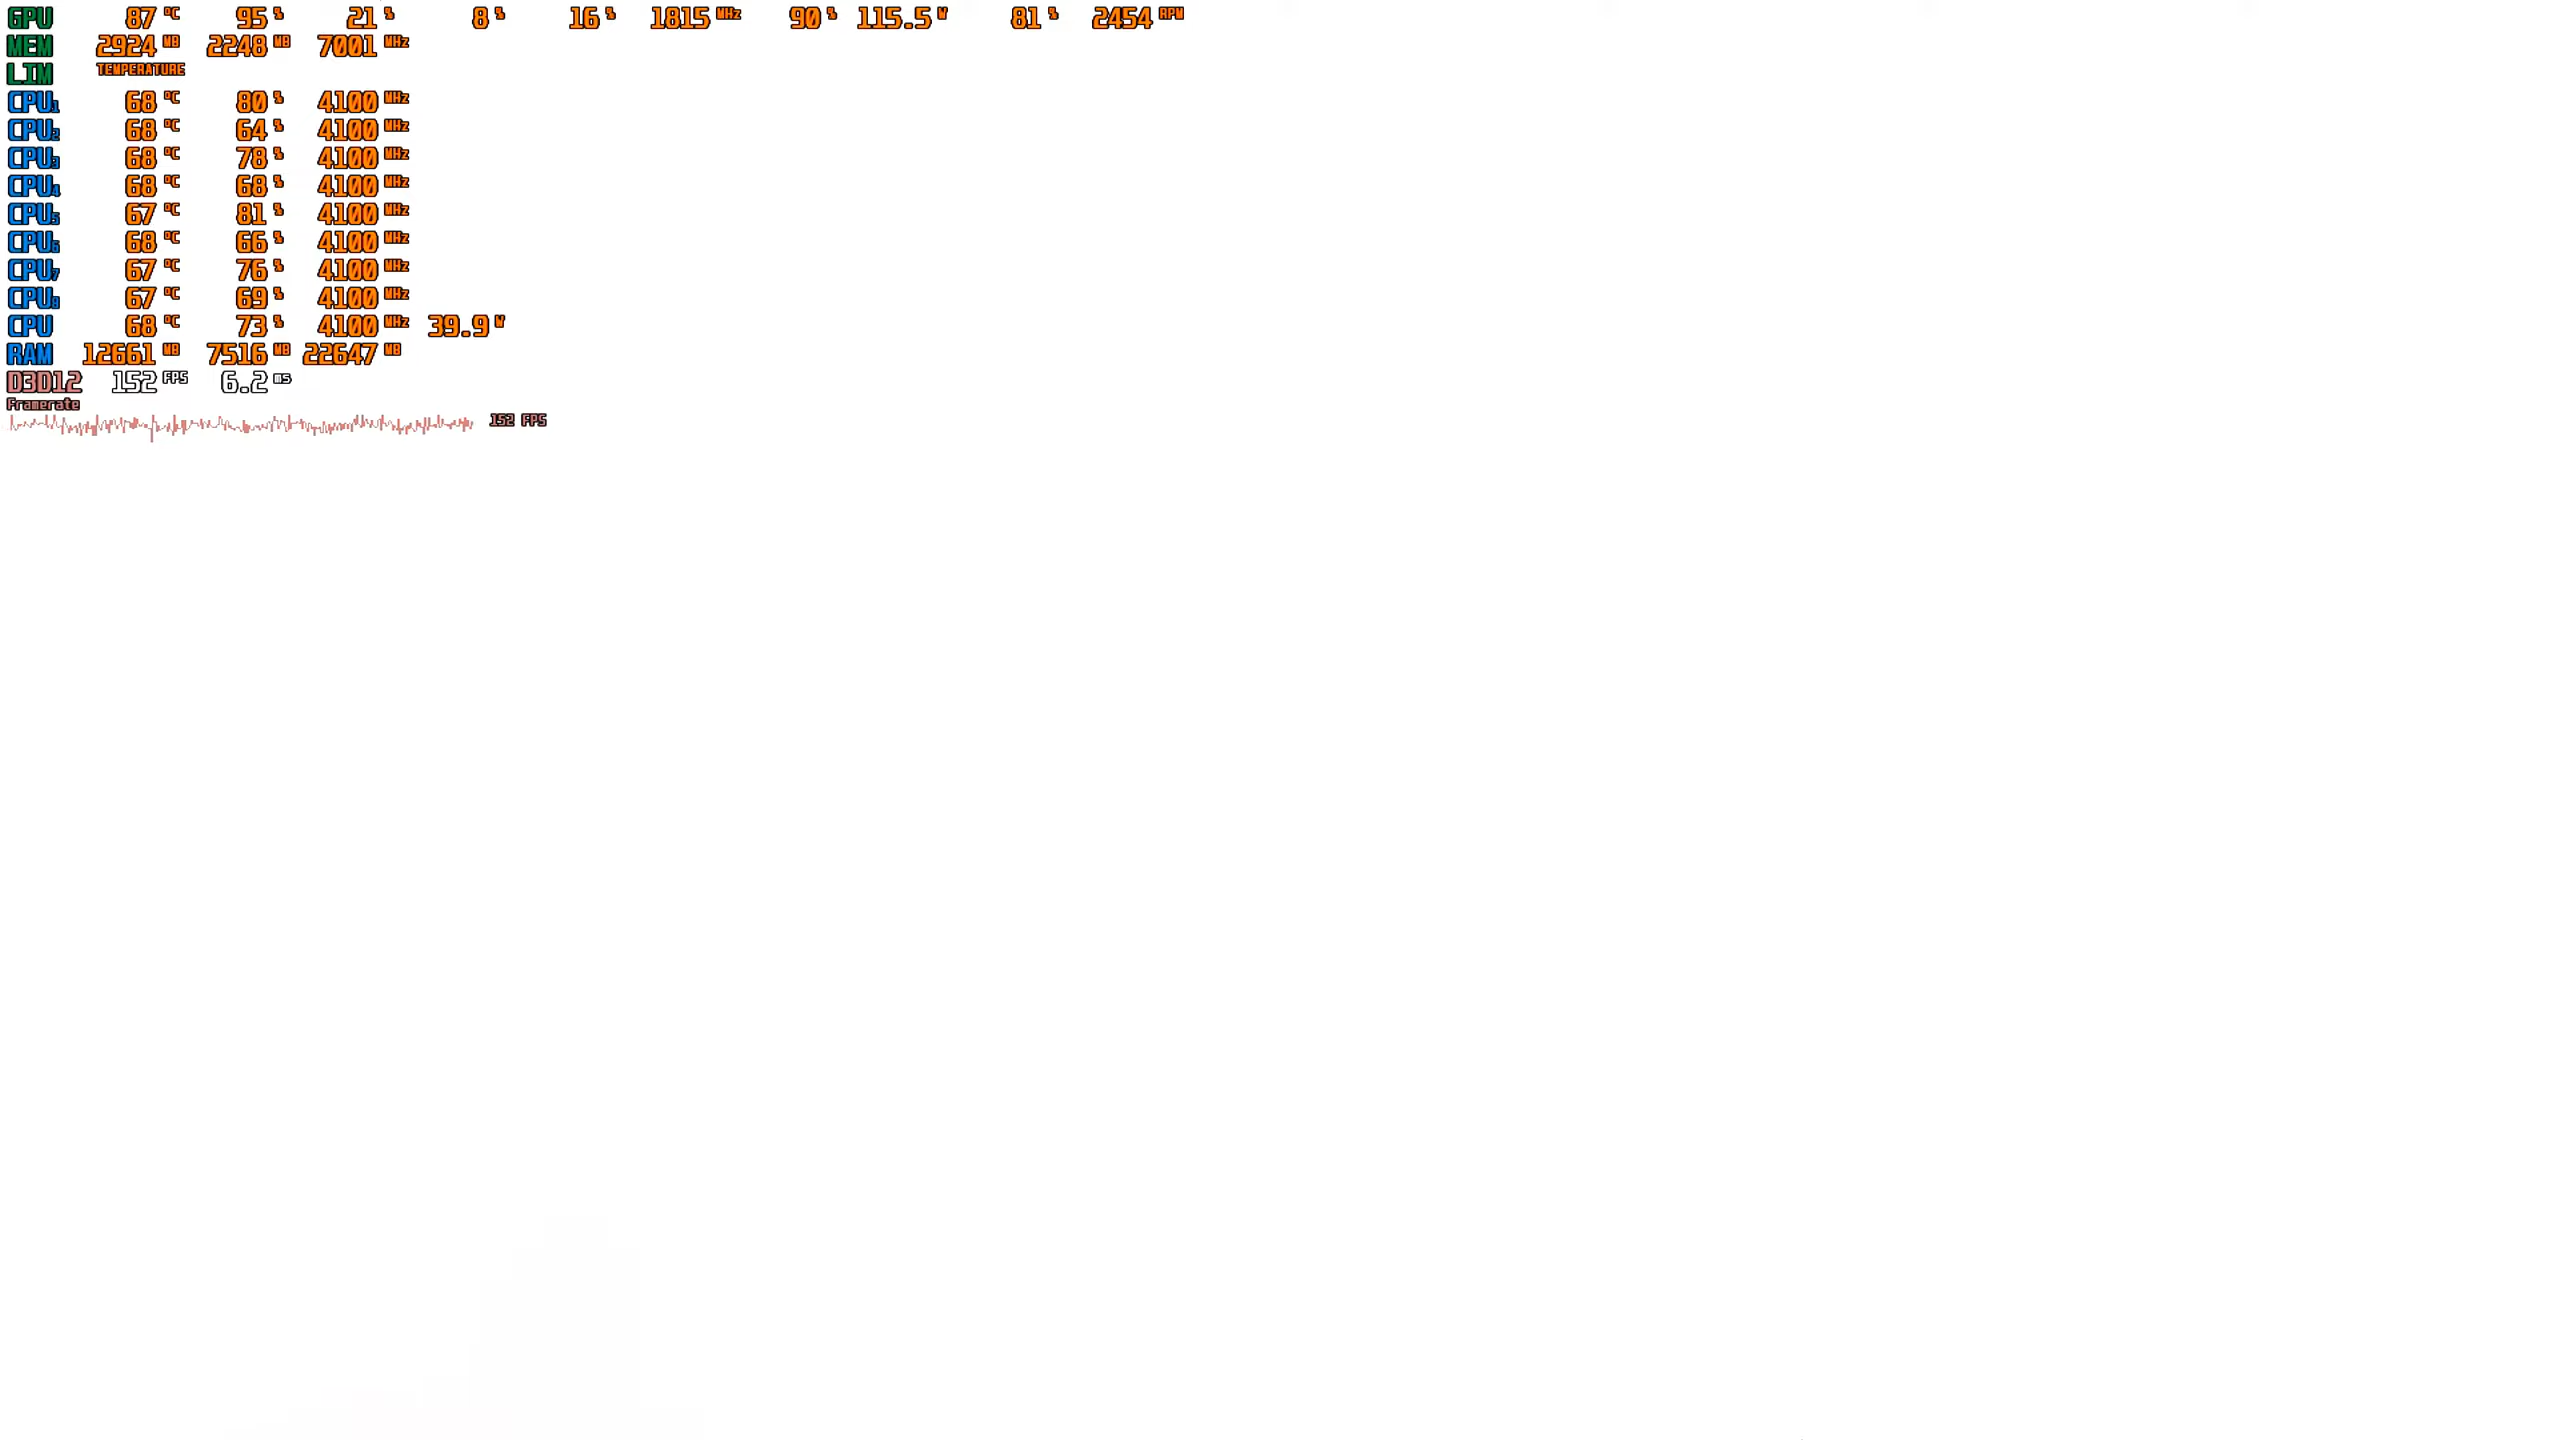 GPU 87 °C 95 % 21 % 8 % 16 % 1815 MHz 90 % 115.5 W 81 % 2454 RPM
MEM 2924 MB 2248 MB 7001 MHz
LIM TEMPERATURE
CPU1 68 °C 80 % 4100 MHz
CPU2 68 °C 64 % 4100 MHz
CPU3 68 °C 78 % 4100 MHz
CPU4 68 °C 68 % 4100 MHz
CPU5 67 °C 81 % 4100 MHz
CPU6 68 °C 66 % 4100 MHz
CPU7 67 °C 76 % 4100 MHz
CPU8 67 °C 69 % 4100 MHz
CPU 68 °C 73 % 4100 MHz 39.9 W
RAM 12661 MB 7516 MB 22647 MB
D3D12 152 FPS 6.2 ms
Framerate
152 FPS